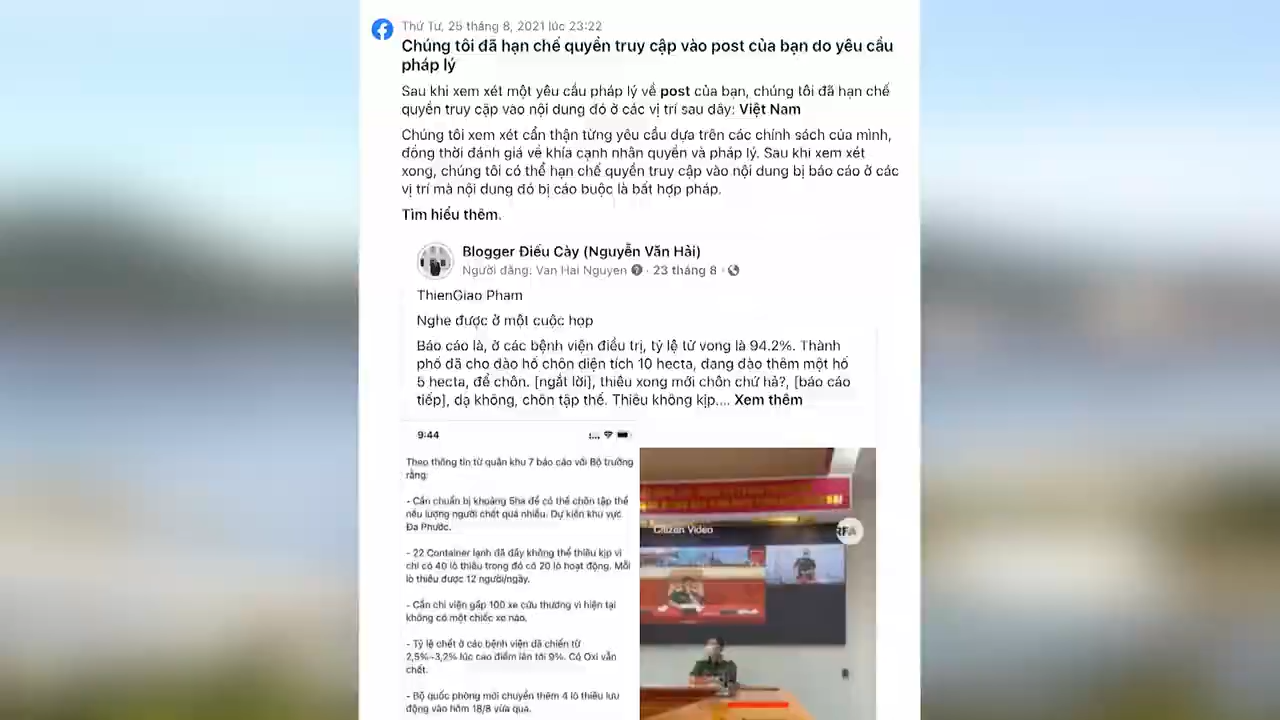 Thứ Tư, 25 tháng 8, 2021 lúc 23:22
Chúng tôi đã hạn chế quyền truy cập vào post của bạn do yêu cầu
pháp lý
Sau khi xem xét một yêu cầu pháp lý về post của bạn, chúng tôi đã hạn chế
quyền truy cập vào nội dung đó ở các vị trí sau đây: Việt Nam
Chúng tôi xem xét cẩn thận từng yêu cầu dựa trên các chính sách của mình,
đồng thời đánh giá về khía cạnh nhân quyền và pháp lý. Sau khi xem xét
xong, chúng tôi có thể hạn chế quyền truy cập vào nội dung bị báo cáo ở các
vị trí mà nội dung đó bị cáo buộc là bất hợp pháp.
Tìm hiểu thêm.
Blogger Điếu Cày (Nguyễn Văn Hải)
Người đăng: Van Hai Nguyen · 23 tháng 8 ·
ThienGiao Pham
Nghe được ở một cuộc họp
Báo cáo là, ở các bệnh viện điều trị, tỷ lệ tử vong là 94.2%. Thành
phố đã cho đào hố chôn diện tích 10 hecta, đang đào thêm một hố
5 hecta, để chôn. [ngắt lời], thiêu xong mới chôn chứ hả?, [báo cáo
tiếp], dạ không, chôn tập thể. Thiêu không kịp.... Xem thêm
9:44
Theo thông tin từ quân khu 7 báo cáo với Bộ trưởng
rằng:
- Cần chuẩn bị khoảng 5ha để có thể chôn tập thể
nếu lượng người chết quá nhiều. Dự kiến khu vực
Đa Phước.
- 22 Container lạnh đã đầy không thể thiêu kịp vì
chỉ có 40 lò thiêu trong đó có 20 lò hoạt động. Mỗi
lò thiêu được 12 người/ngày.
- Cần chi viện gấp 100 xe cứu thương vì hiện tại
không có một chiếc xe nào.
- Tỷ lệ chết ở các bệnh viện dã chiến từ
2,5%-3,2% lúc cao điểm lên tới 9%. Có Oxi vẫn
chết.
- Bộ quốc phòng mới chuyển thêm 4 lò thiêu lưu
động vào hôm 18/8 vừa qua.
Citizen Video
RFA